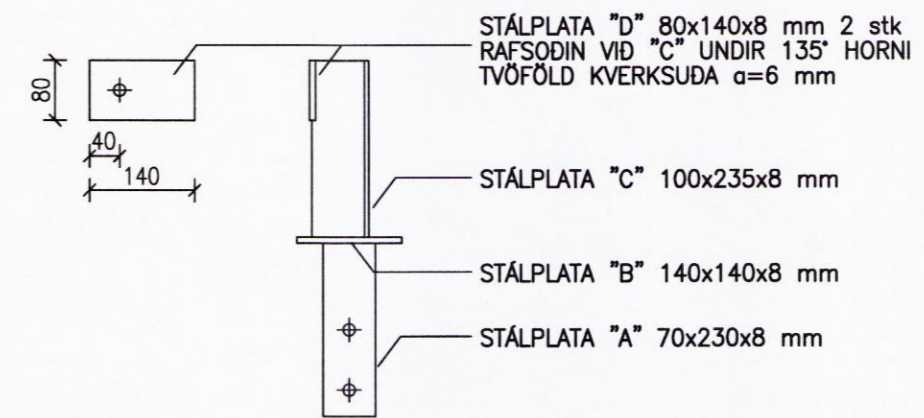 STÁLPLATA "D" 80x140x8 mm 2 stk
RAFSOÐIN VIÐ "C" UNDIR 135° HORNI
TVÖFÖLD KVERKSUÐA a=6 mm
80
40
140
STÁLPLATA "C" 100x235x8 mm
STÁLPLATA "B" 140x140x8 mm
STÁLPLATA "A" 70x230x8 mm